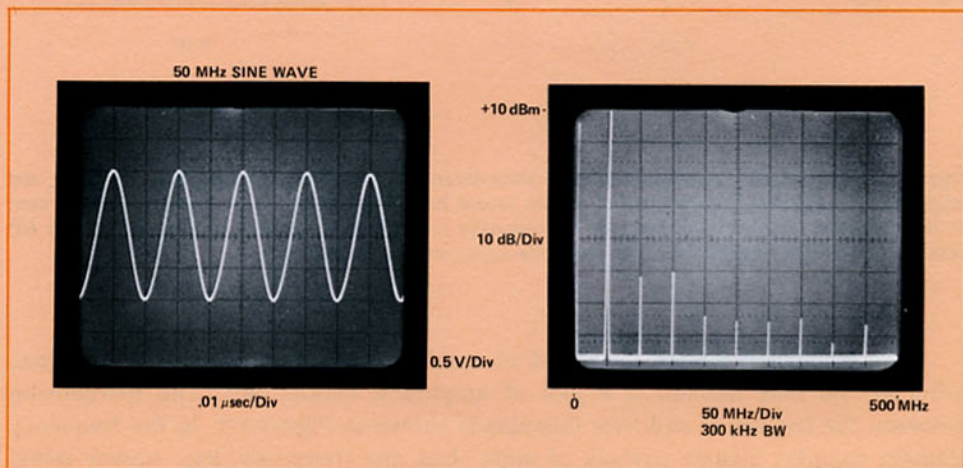 50 MHz SINE WAVE
0.5 V/Div
.01 μsec/Div
+10 dBm-
10 dB/Div
0
500 MHz
50 MHz/Div
300 kHz BW